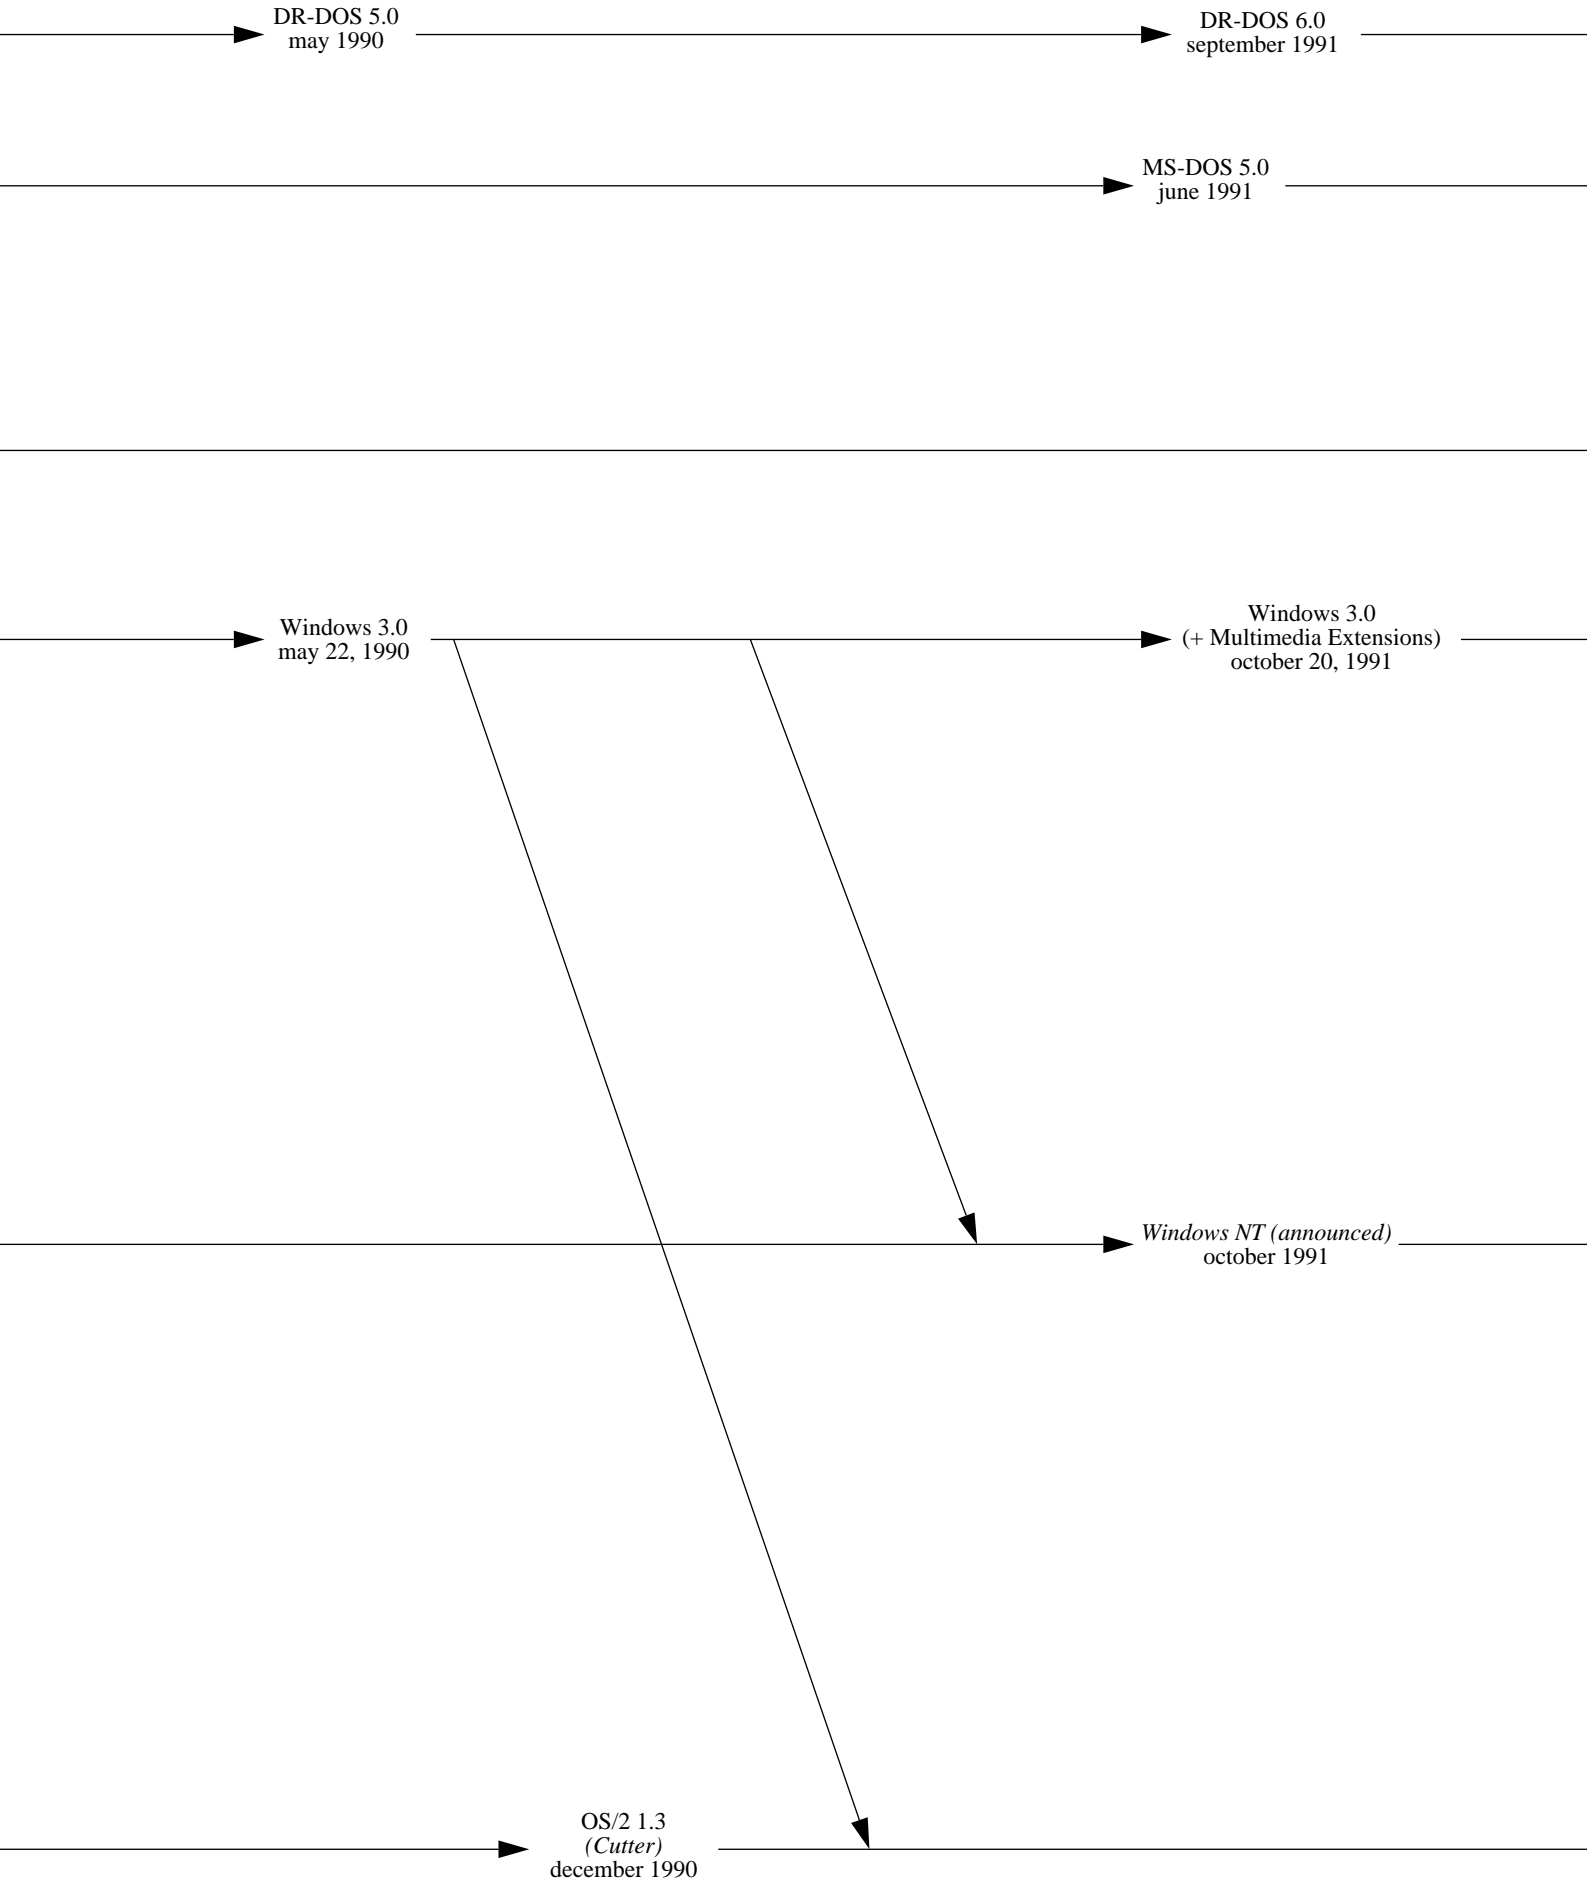 DR-DOS 5.0
may 1990
DR-DOS 6.0
september 1991
MS-DOS 5.0
june 1991
Windows 3.0
may 22, 1990
Windows 3.0
(+ Multimedia Extensions)
october 20, 1991
Windows NT (announced)
october 1991
OS/2 1.3
(Cutter)
december 1990